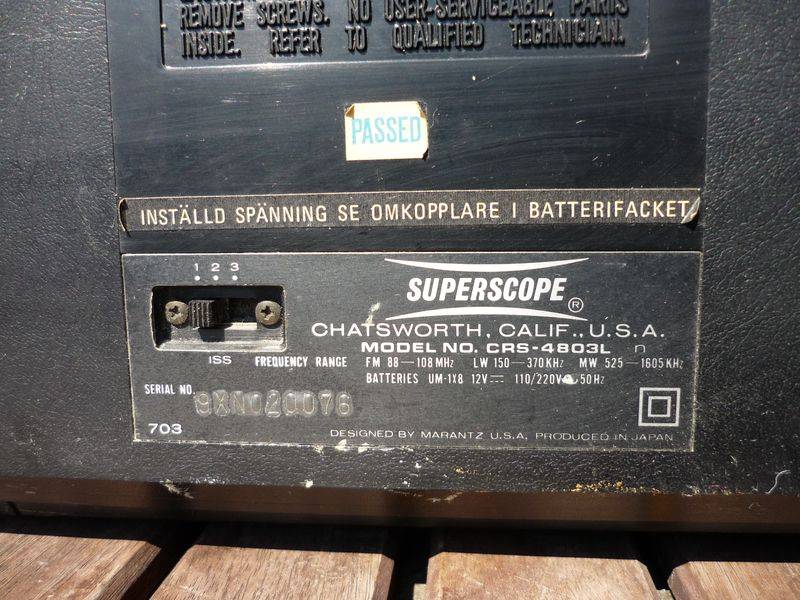 REMOVE SCREWS. NO USER-SERVICEABLE PARTS
INSIDE. REFER TO QUALIFIED TECHNICIAN.
PASSED
INSTÄLLD SPÄNNING SE OMKOPPLARE I BATTERIFACKET.
1 2 3
ISS
SUPERSCOPE ®
CHATSWORTH, CALIF., U.S.A.
MODEL NO. CRS-4803L
FREQUENCY RANGE FM 88-108MHz LW 150-370KHz MW 525-1605KHz
BATTERIES UM-1X8 12V⎓ 110/220V 50Hz
SERIAL NO. 9XN020076
703
DESIGNED BY MARANTZ U.S.A. PRODUCED IN JAPAN